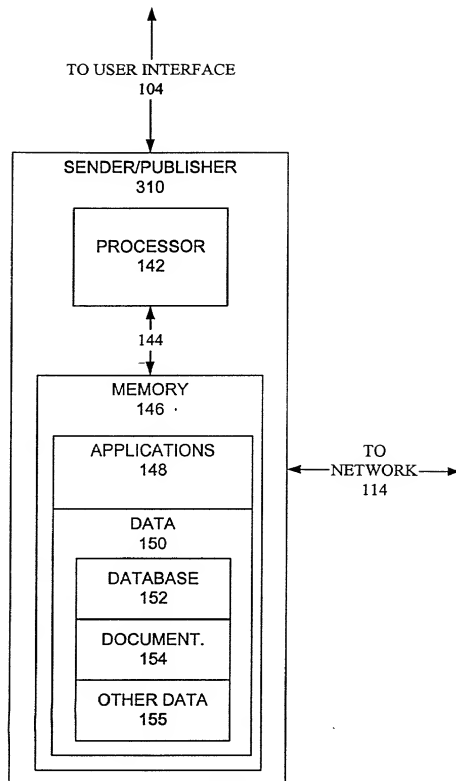 TO USER INTERFACE
104
SENDER/PUBLISHER
310
PROCESSOR
142
144
MEMORY
146
APPLICATIONS
148
TO
NETWORK
114
DATA
150
DATABASE
152
DOCUMENT.
154
OTHER DATA
155